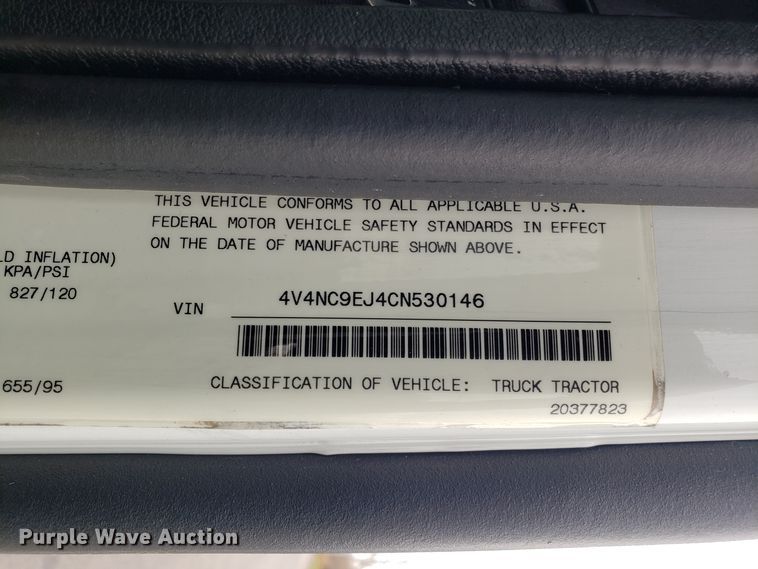 THIS VEHICLE CONFORMS TO ALL APPLICABLE U.S.A.
FEDERAL MOTOR VEHICLE SAFETY STANDARDS IN EFFECT
ON THE DATE OF MANUFACTURE SHOWN ABOVE.
LD INFLATION)
KPA/PSI
827/120
VIN 4V4NC9EJ4CN530146
655/95
CLASSIFICATION OF VEHICLE: TRUCK TRACTOR
20377823
Purple Wave Auction